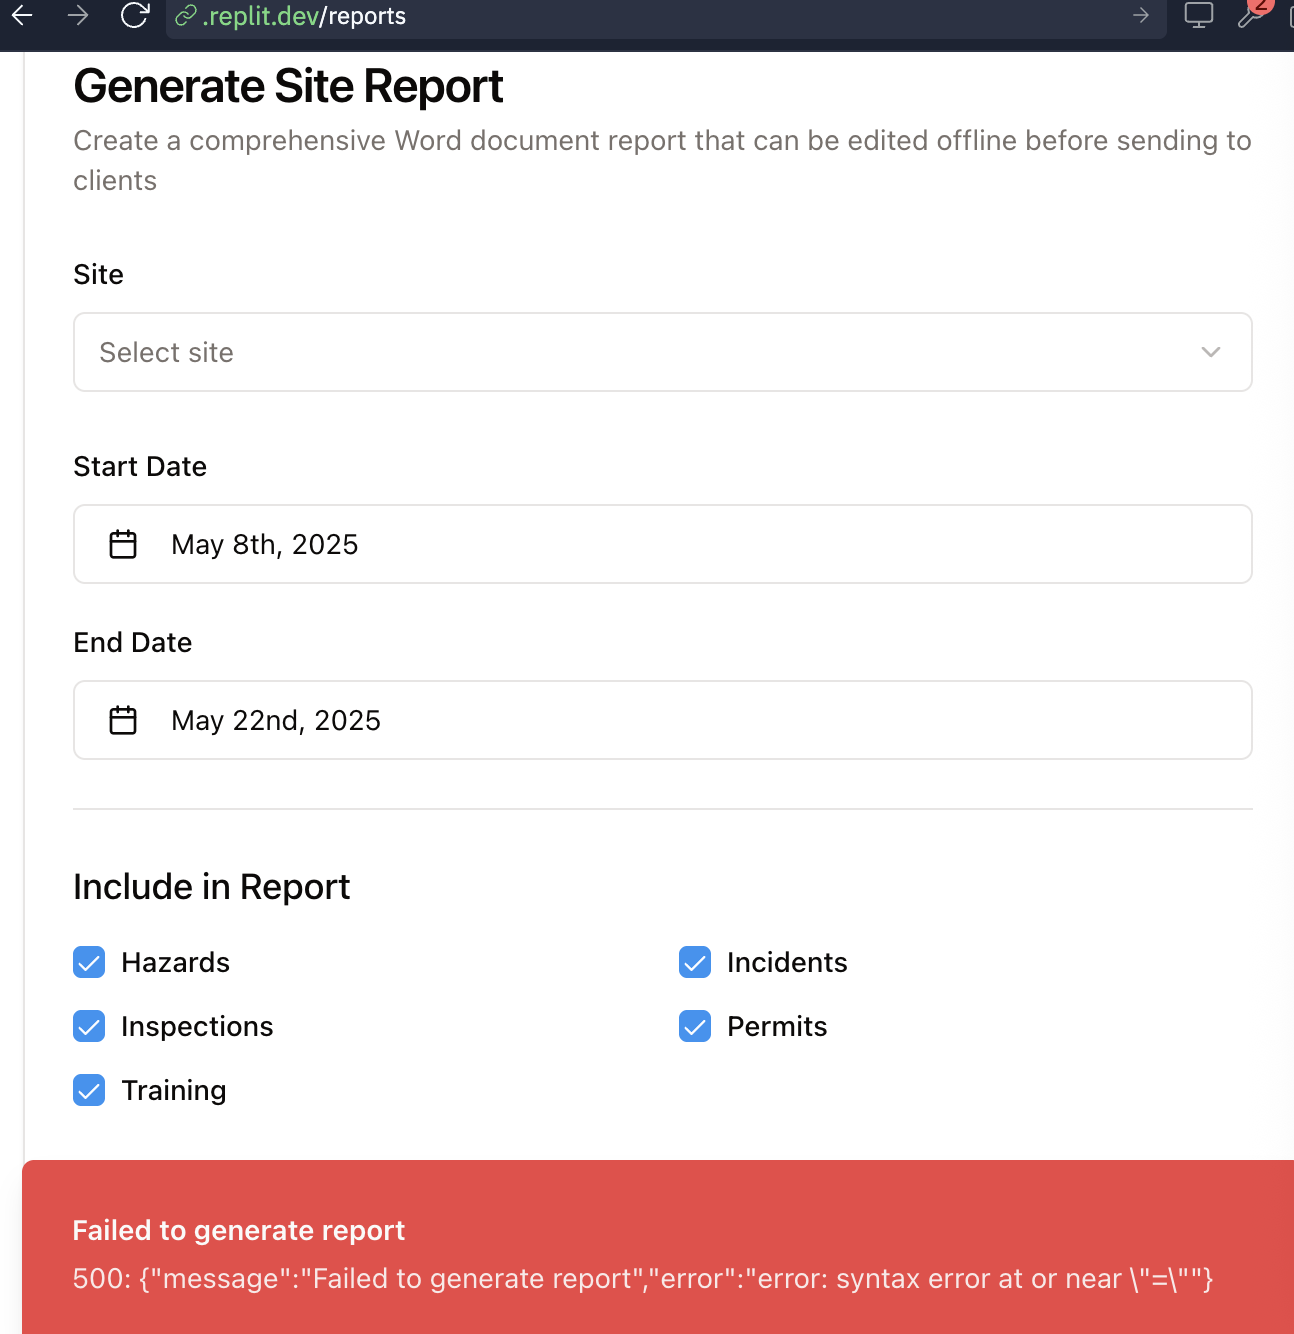 .replit.dev/reports
2
Generate Site Report
Create a comprehensive Word document report that can be edited offline before sending to
clients
Site
Select site
Start Date
May 8th, 2025
End Date
May 22nd, 2025
Include in Report
Hazards
Incidents
Inspections
Permits
Training
Failed to generate report
500: {"message":"Failed to generate report","error":"error: syntax error at or near \"=\""}